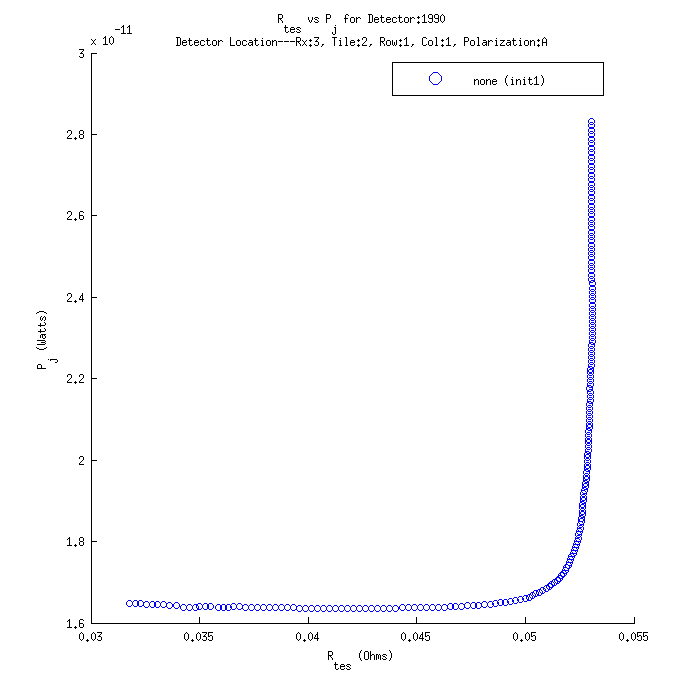 R_tes vs P_j for Detector:1990
Detector Location---Rx:3, Tile:2, Row:1, Col:1, Polarization:A
x 10^-11
none (init1)
3
2.8
2.6
2.4
2.2
2
1.8
1.6
P_j (Watts)
0.03 0.035 0.04 0.045 0.05 0.055
R_tes (Ohms)